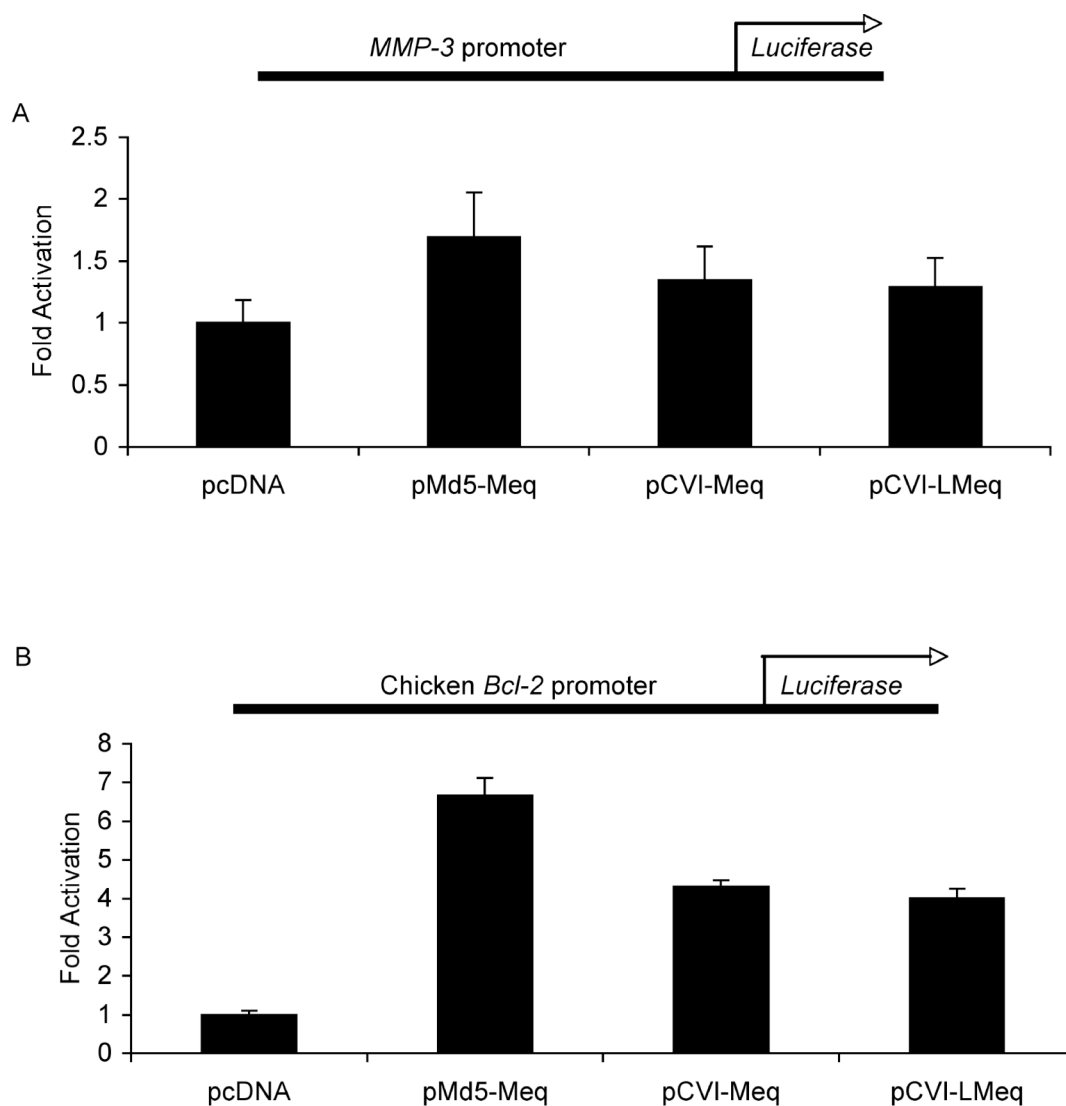 MMP-3 promoter Luciferase
A
2.5
2
1.5
1
0.5
0
Fold Activation
pcDNA pMd5-Meq pCVI-Meq pCVI-LMeq
B
Chicken Bcl-2 promoter Luciferase
8
7
6
5
4
3
2
1
0
Fold Activation
pcDNA pMd5-Meq pCVI-Meq pCVI-LMeq